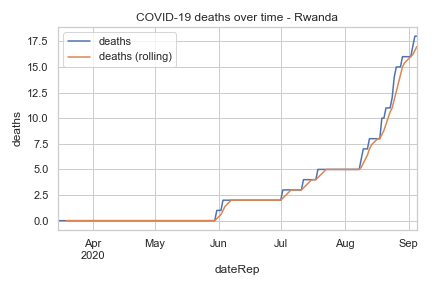 COVID-19 deaths over time - Rwanda
deaths
deaths (rolling)
17.5
15.0
12.5
10.0
7.5
5.0
2.5
0.0
deaths
Apr May Jun Jul Aug Sep
2020
dateRep